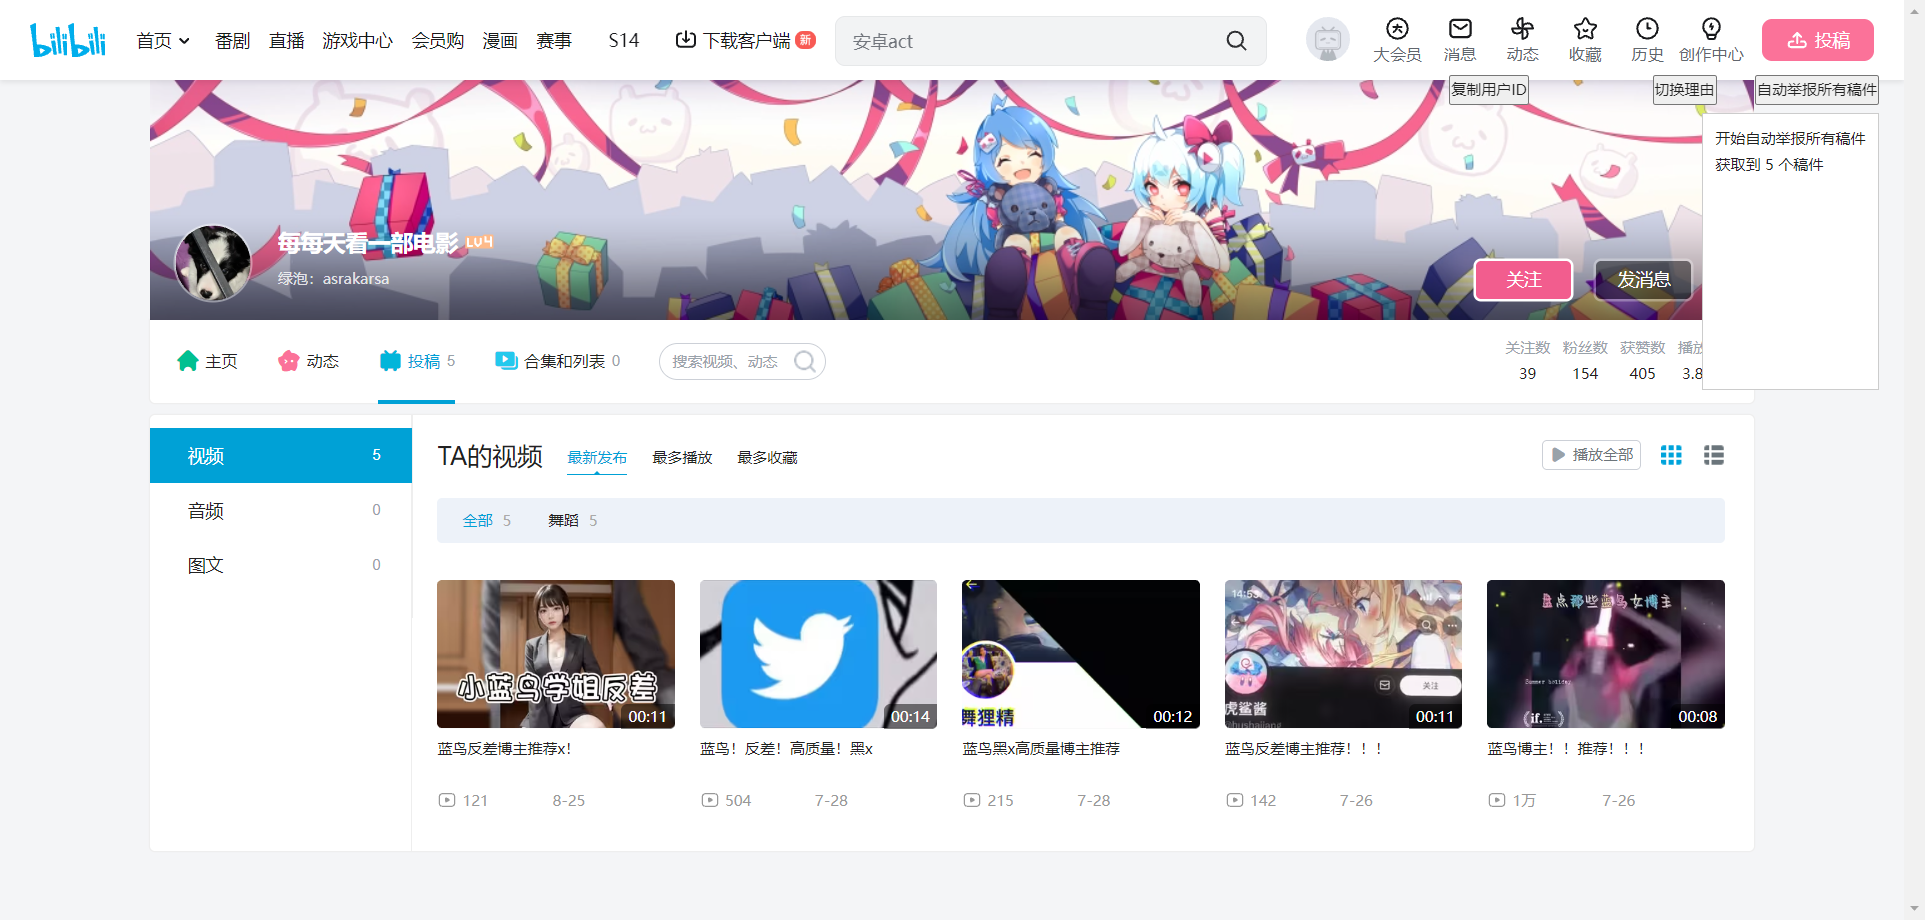 bilibili
首页 番剧 直播 游戏中心 会员购 漫画 赛事 S14 下载客户端 新
安卓act
大会员 消息 动态 收藏 历史 创作中心 投稿
复制用户ID 切换理由 自动举报所有稿件
开始自动举报所有稿件
获取到 5 个稿件
每每天看一部电影 LV4
绿泡：asrakarsa
关注 发消息
主页 动态 投稿 5 合集和列表 0 搜索视频、动态
关注数 粉丝数 获赞数 播放
39 154 405 3.8
视频 5
音频 0
图文 0
TA的视频 最新发布 最多播放 最多收藏 播放全部
全部 5 舞蹈 5
小蓝鸟学姐反差
00:11
蓝鸟反差博主推荐x！
121 8-25
00:14
蓝鸟！反差！高质量！黑x
504 7-28
舞狸精
00:12
蓝鸟黑x高质量博主推荐
215 7-28
14:53
关注
虎鲨酱
@hushajiang
00:11
蓝鸟反差博主推荐！！！
142 7-26
盘点那些蓝鸟女博主
Summer holiday
if.
00:08
蓝鸟博主！！推荐！！！
1万 7-26